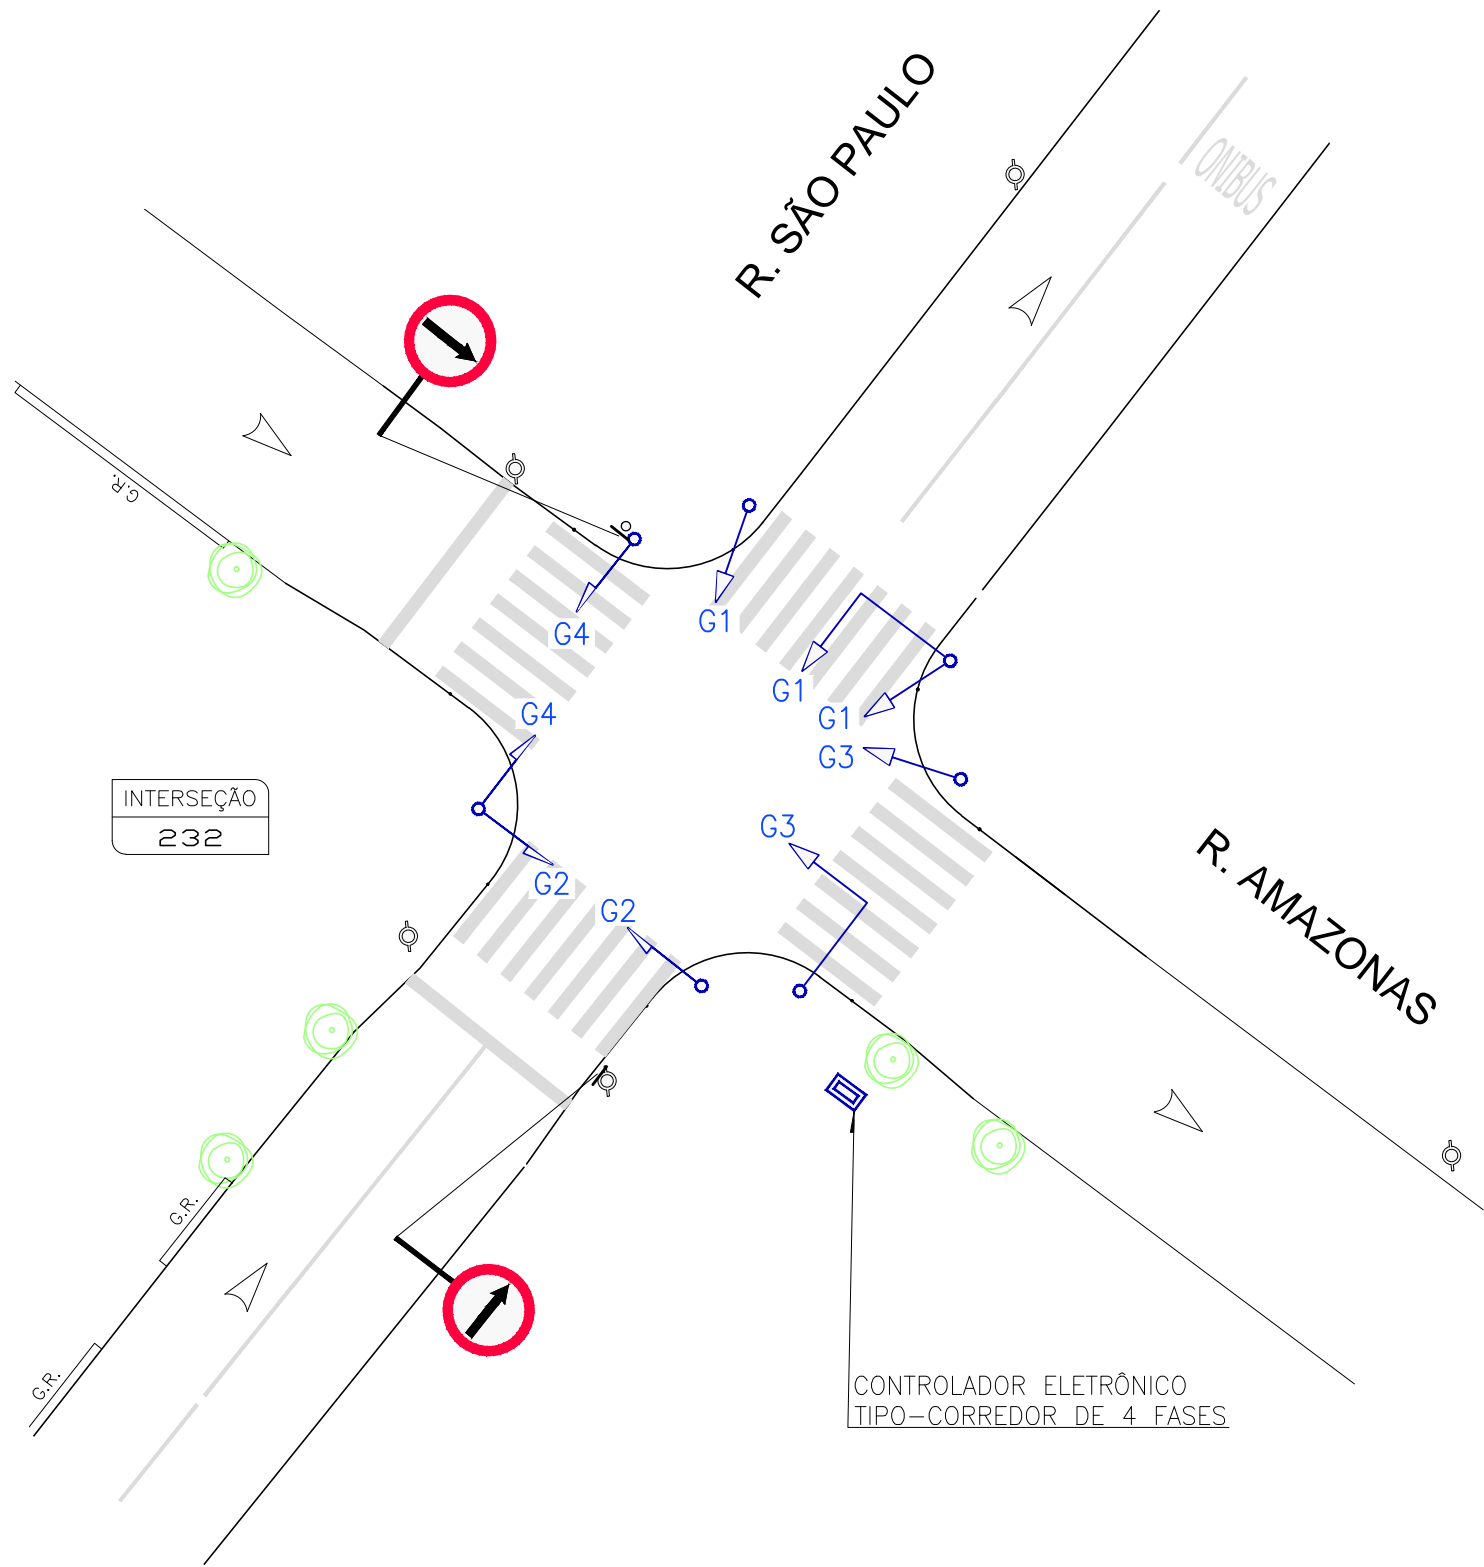 R. SÃO PAULO
ONIBUS
G.R.
G1
G4
G1
G4
G1
G3
INTERSEÇÃO
232
G3
G2
G2
R. AMAZONAS
G.R.
G.R.
CONTROLADOR ELETRÔNICO
TIPO-CORREDOR DE 4 FASES